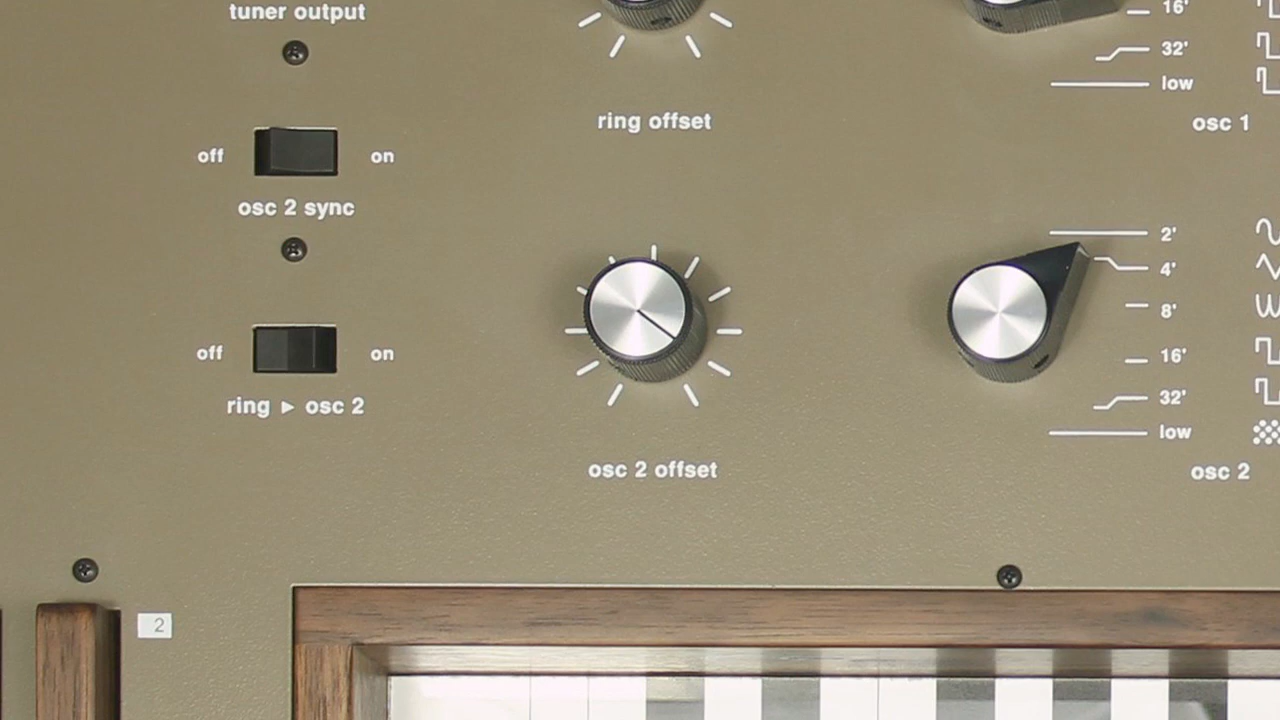 tuner output
16'
32'
low
ring offset
osc 1
off on
osc 2 sync
2'
4'
8'
16'
32'
low
off on
ring ► osc 2
osc 2 offset
osc 2
2